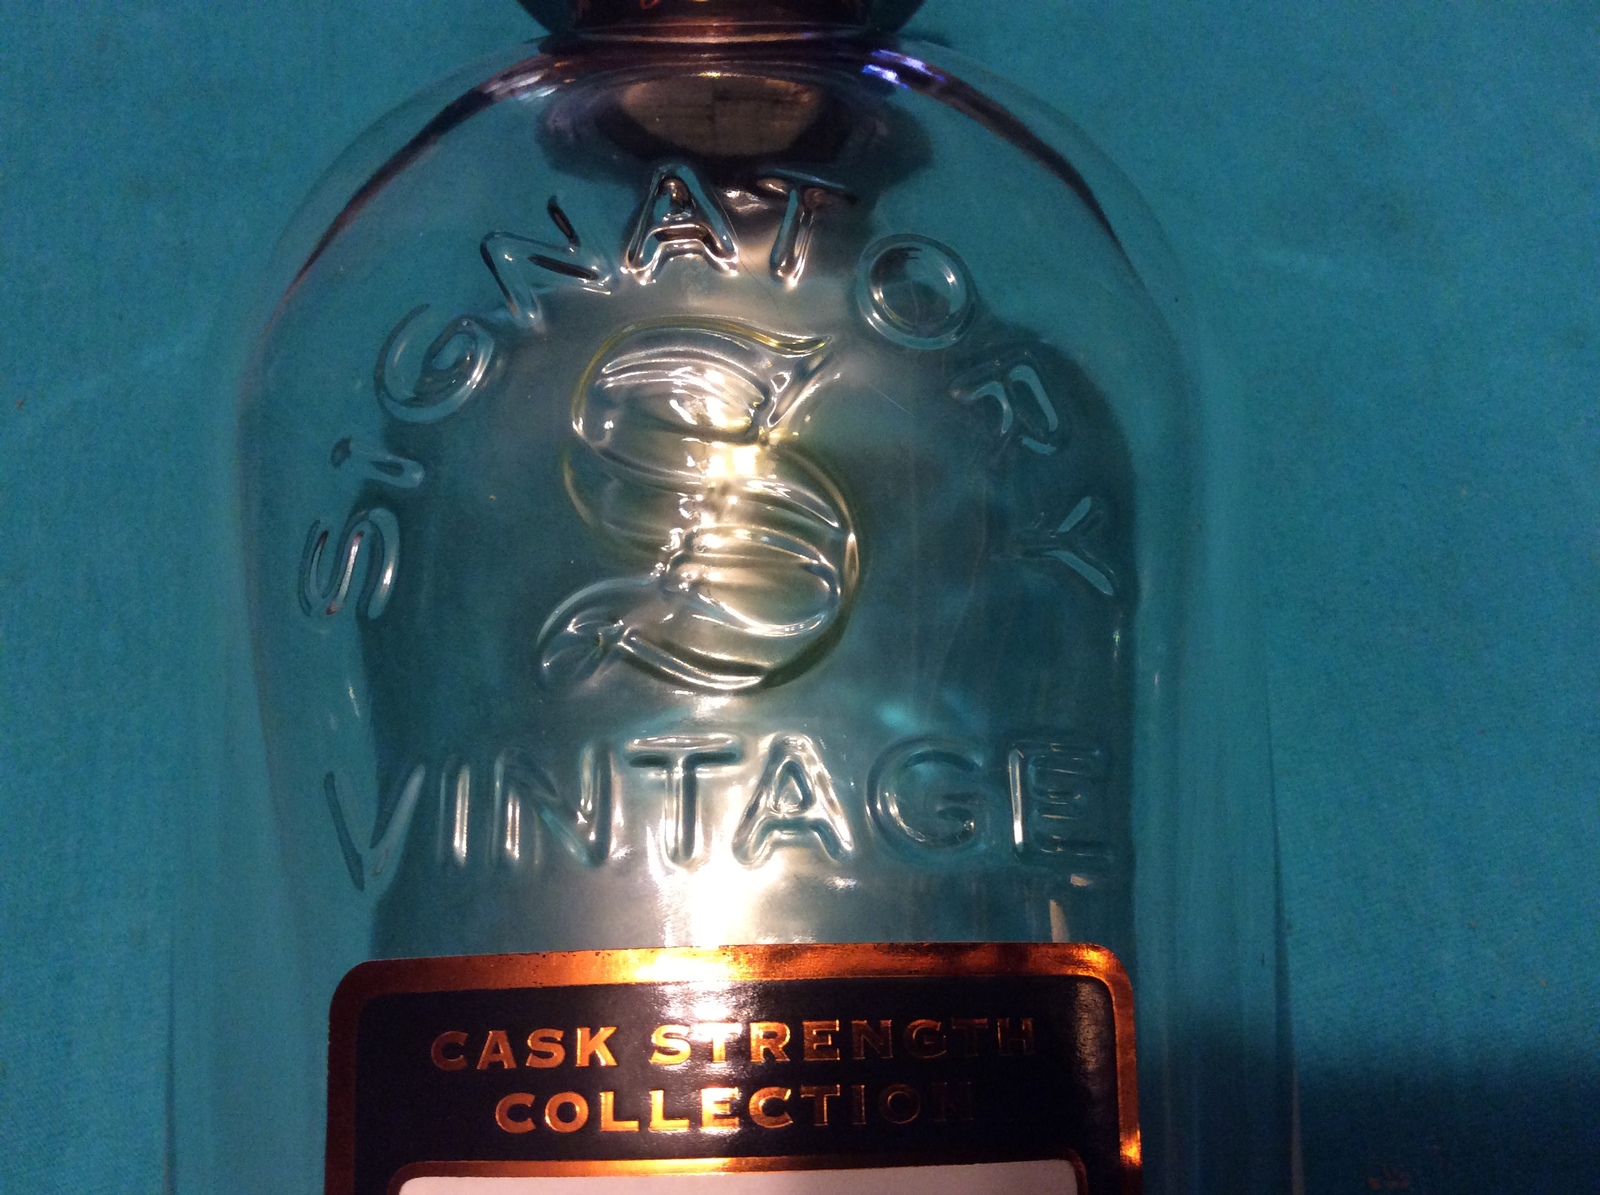 SIGNATORY
S
VINTAGE
CASK STRENGTH
COLLECTION